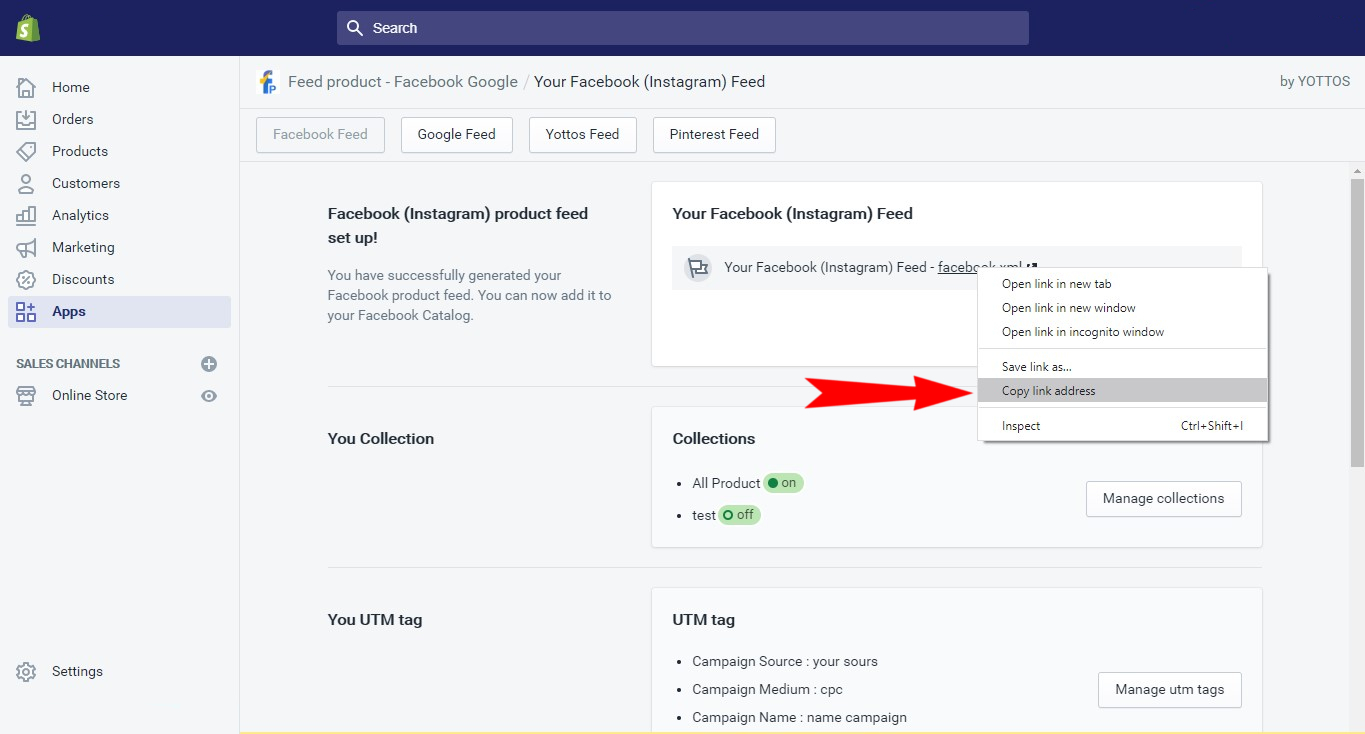 Search
Home
Orders
Products
Customers
Analytics
Marketing
Discounts
Apps
SALES CHANNELS
Online Store
Settings
Feed product - Facebook Google / Your Facebook (Instagram) Feed
by YOTTOS
Facebook Feed
Google Feed
Yottos Feed
Pinterest Feed
Facebook (Instagram) product feed
set up!
You have successfully generated your
Facebook product feed. You can now add it to
your Facebook Catalog.
Your Facebook (Instagram) Feed
Your Facebook (Instagram) Feed - facebook.xml
Open link in new tab
Open link in new window
Open link in incognito window
Save link as...
Copy link address
Inspect Ctrl+Shift+I
You Collection
Collections
• All Product on
• test off
Manage collections
You UTM tag
UTM tag
• Campaign Source : your sours
• Campaign Medium : cpc
• Campaign Name : name campaign
Manage utm tags